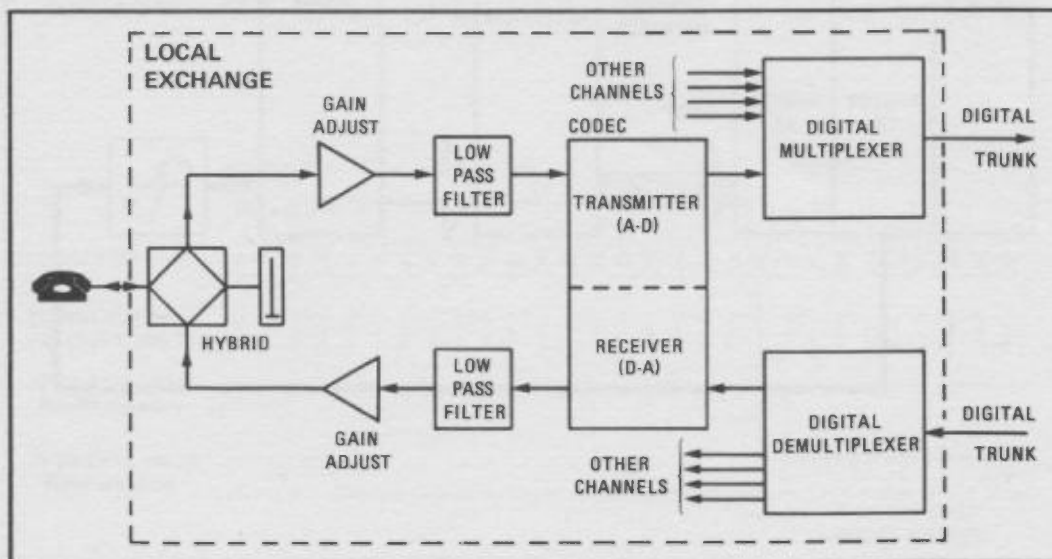 LOCAL
EXCHANGE
GAIN
ADJUST
LOW
PASS
FILTER
CODEC
TRANSMITTER
(A-D)
OTHER
CHANNELS
DIGITAL
MULTIPLEXER
DIGITAL
TRUNK
HYBRID
GAIN
ADJUST
LOW
PASS
FILTER
RECEIVER
(D-A)
OTHER
CHANNELS
DIGITAL
DEMULTIPLEXER
DIGITAL
TRUNK